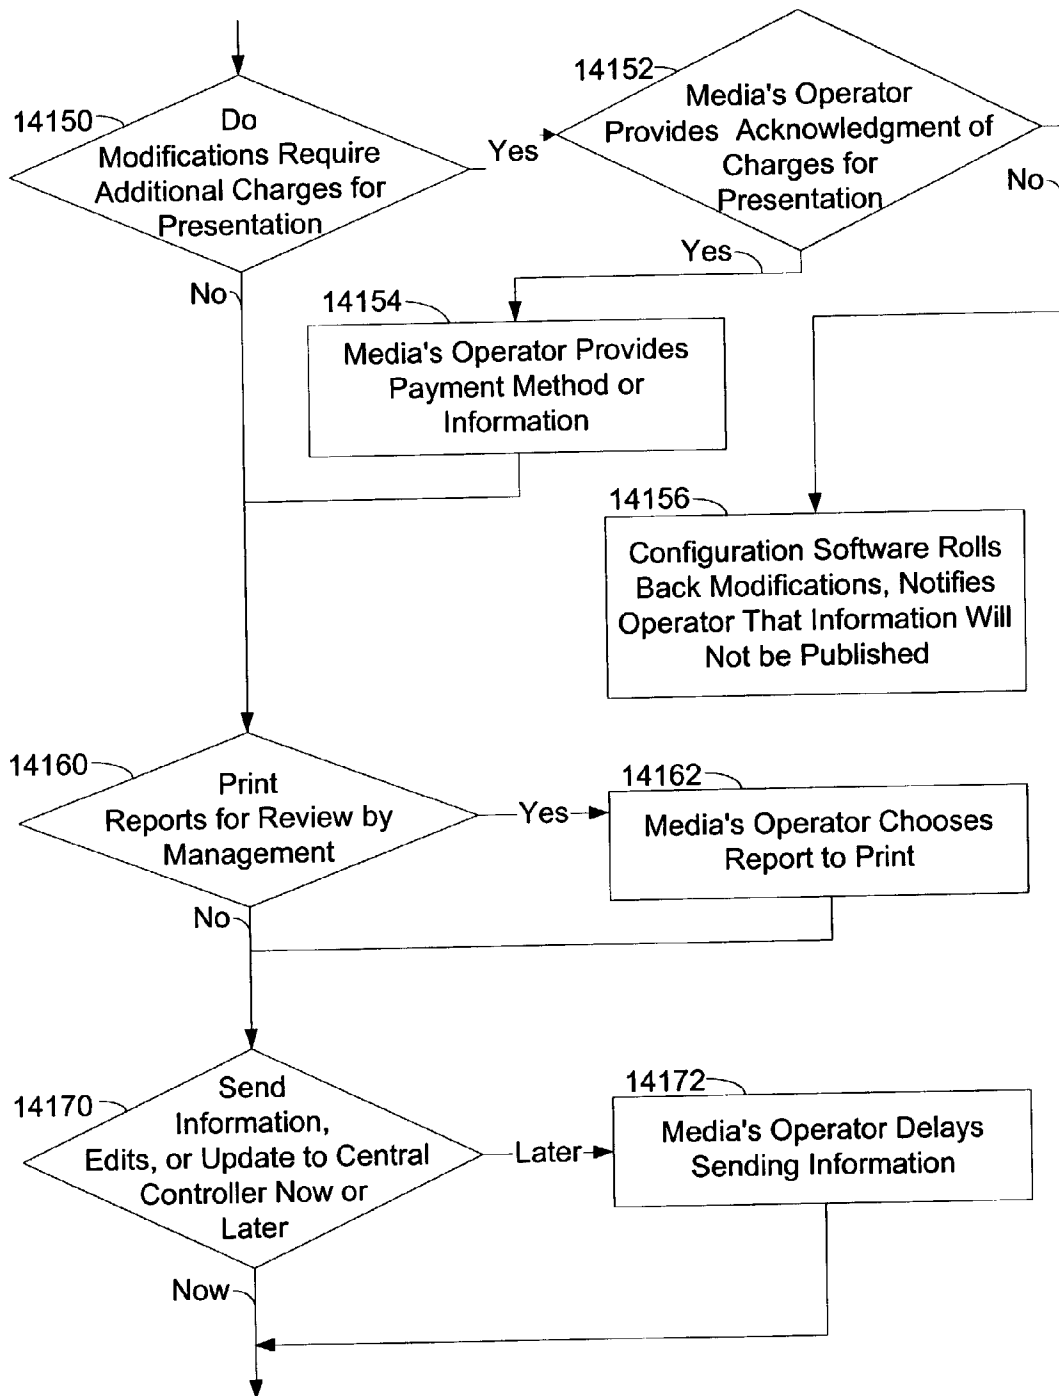 14150
Do
Modifications Require
Additional Charges for
Presentation
Yes
14152
Media's Operator
Provides Acknowledgment of
Charges for
Presentation
No
Yes
No
14154
Media's Operator Provides
Payment Method or
Information
14156
Configuration Software Rolls
Back Modifications, Notifies
Operator That Information Will
Not be Published
14160
Print
Reports for Review by
Management
Yes
14162
Media's Operator Chooses
Report to Print
No
14170
Send
Information,
Edits, or Update to Central
Controller Now or
Later
Later
14172
Media's Operator Delays
Sending Information
Now